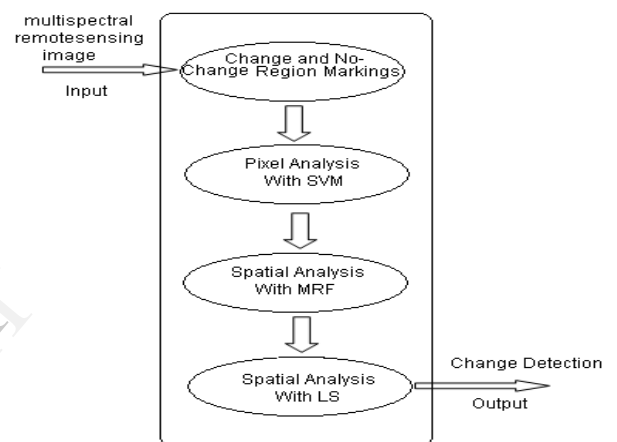 multispectral
remotesensing
image
Input
Change and No-
Change Region Markings
Pixel Analysis
With SVM
Spatial Analysis
With MRF
Spatial Analysis
With LS
Change Detection
Output